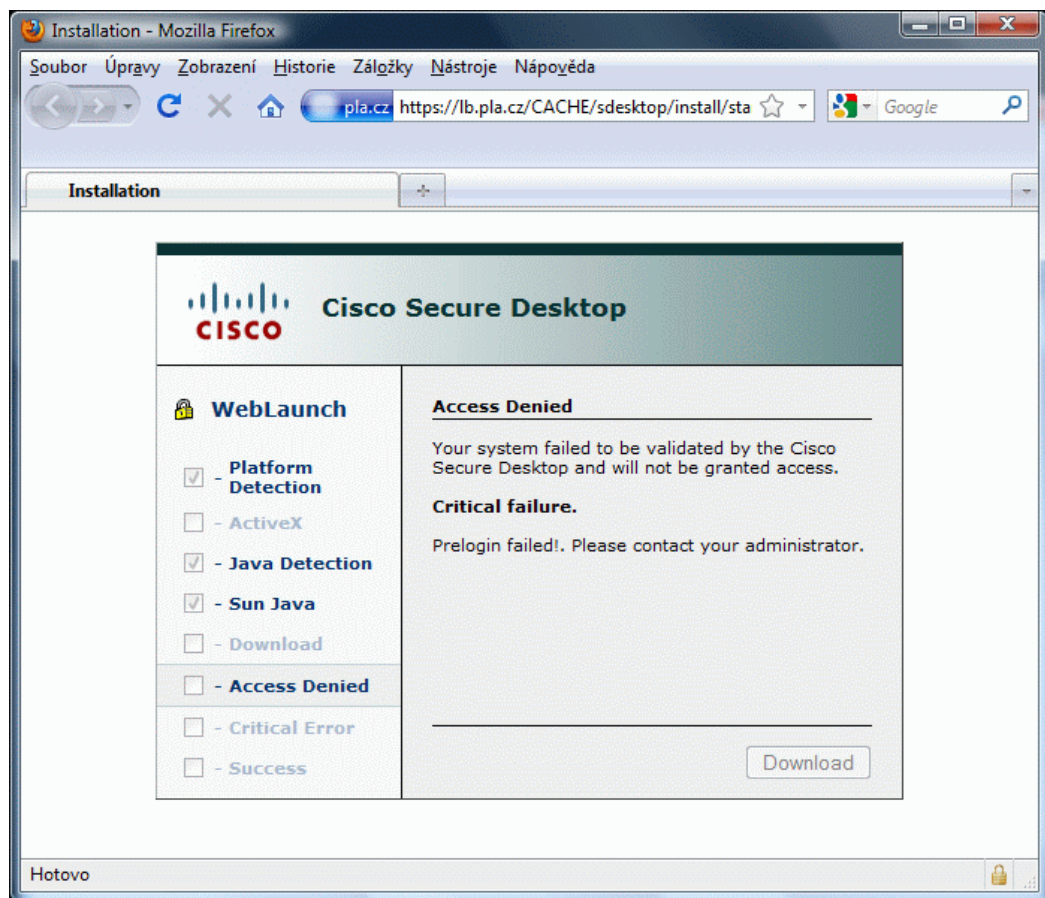 Installation - Mozilla Firefox
Soubor Úpravy Zobrazení Historie Záložky Nástroje Nápověda
pla.cz https://lb.pla.cz/CACHE/sdesktop/install/sta Google
Installation
CISCO
Cisco Secure Desktop
WebLaunch
- Platform
Detection
- ActiveX
- Java Detection
- Sun Java
- Download
- Access Denied
- Critical Error
- Success
Access Denied
Your system failed to be validated by the Cisco
Secure Desktop and will not be granted access.
Critical failure.
Prelogin failed!. Please contact your administrator.
Download
Hotovo